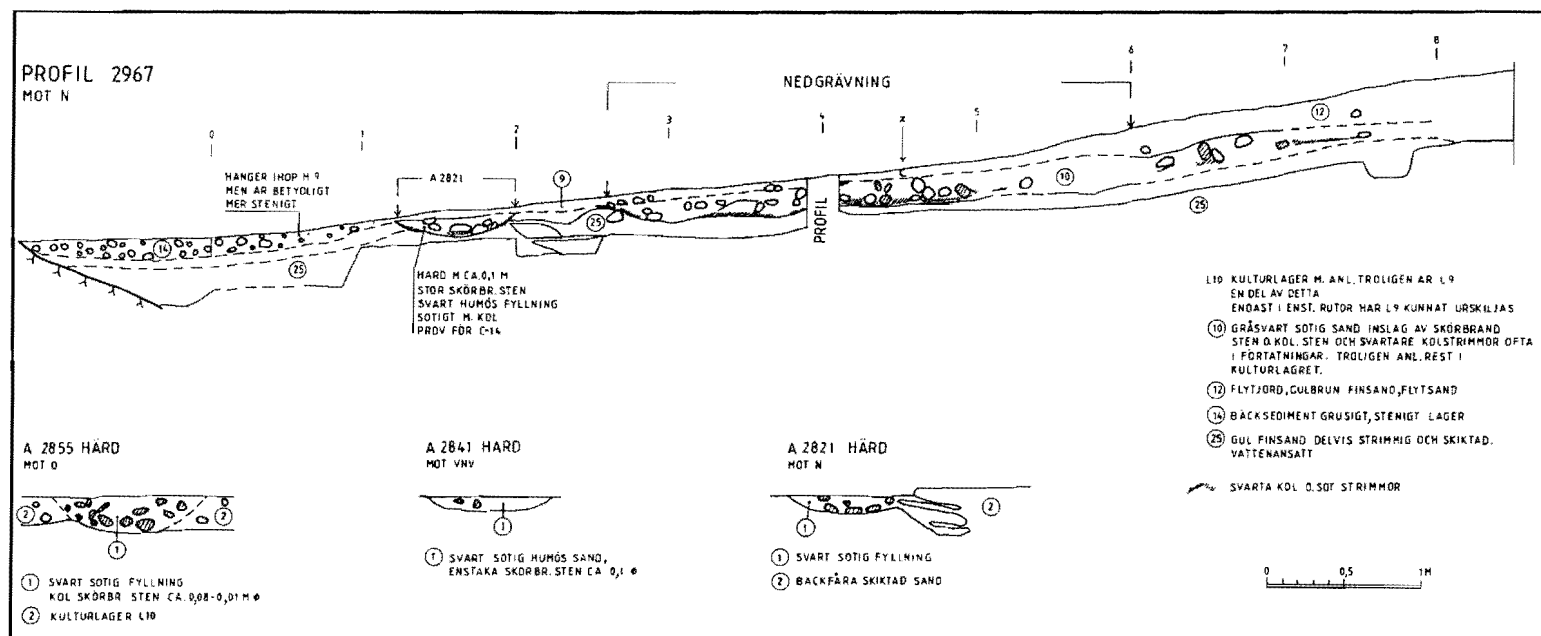 PROFIL 2967
MOT N
NEDGRÄVNING
0
1
2
3
4
X
5
6
7
8
HÄNGER IHOP M 9
MEN ÄR BETYDLIGT
MER STENIGT
A 2821
9
12
10
14
25
25
25
PROFIL
HÄRD M CA. 0,1 M
STOR SKÖRBR. STEN
SVART HUMÖS FYLLNING
SOTIGT M. KOL
PROV FÖR C-14
L10 KULTURLAGER M. ANL. TROLIGEN ÄR L9
EN DEL AV DETTA
ENDAST I ENST. RUTOR HAR L9 KUNNAT URSKILJAS
10 GRÅSVART SOTIG SAND INSLAG AV SKÖRBRÄND
STEN O. KOL. STEN OCH SVARTARE KOLSTRIMMOR OFTA
I FÖRTÄTNINGAR. TROLIGEN ANL. REST I
KULTURLAGRET.
12 FLYTJORD, GULBRUN FINSAND, FLYTSAND
14 BÄCKSEDIMENT GRUSIGT, STENIGT LAGER
25 GUL FINSAND DELVIS STRIMMIG OCH SKIKTAD.
VATTENAVSATT
SVARTA KOL O. SOT STRIMMOR
A 2855 HÄRD
MOT O
2
2
1
1 SVART SOTIG FYLLNING
KOL SKÖRBR STEN CA. 0,08-0,01 M ø
2 KULTURLAGER L10
A 2841 HÄRD
MOT VNV
1
1 SVART SOTIG HUMÖS SAND,
ENSTAKA SKÖRBR. STEN CA 0,1 ø
A 2821 HÄRD
MOT N
1
2
1 SVART SOTIG FYLLNING
2 BÄCKFÅRA SKIKTAD SAND
0 0,5 1M